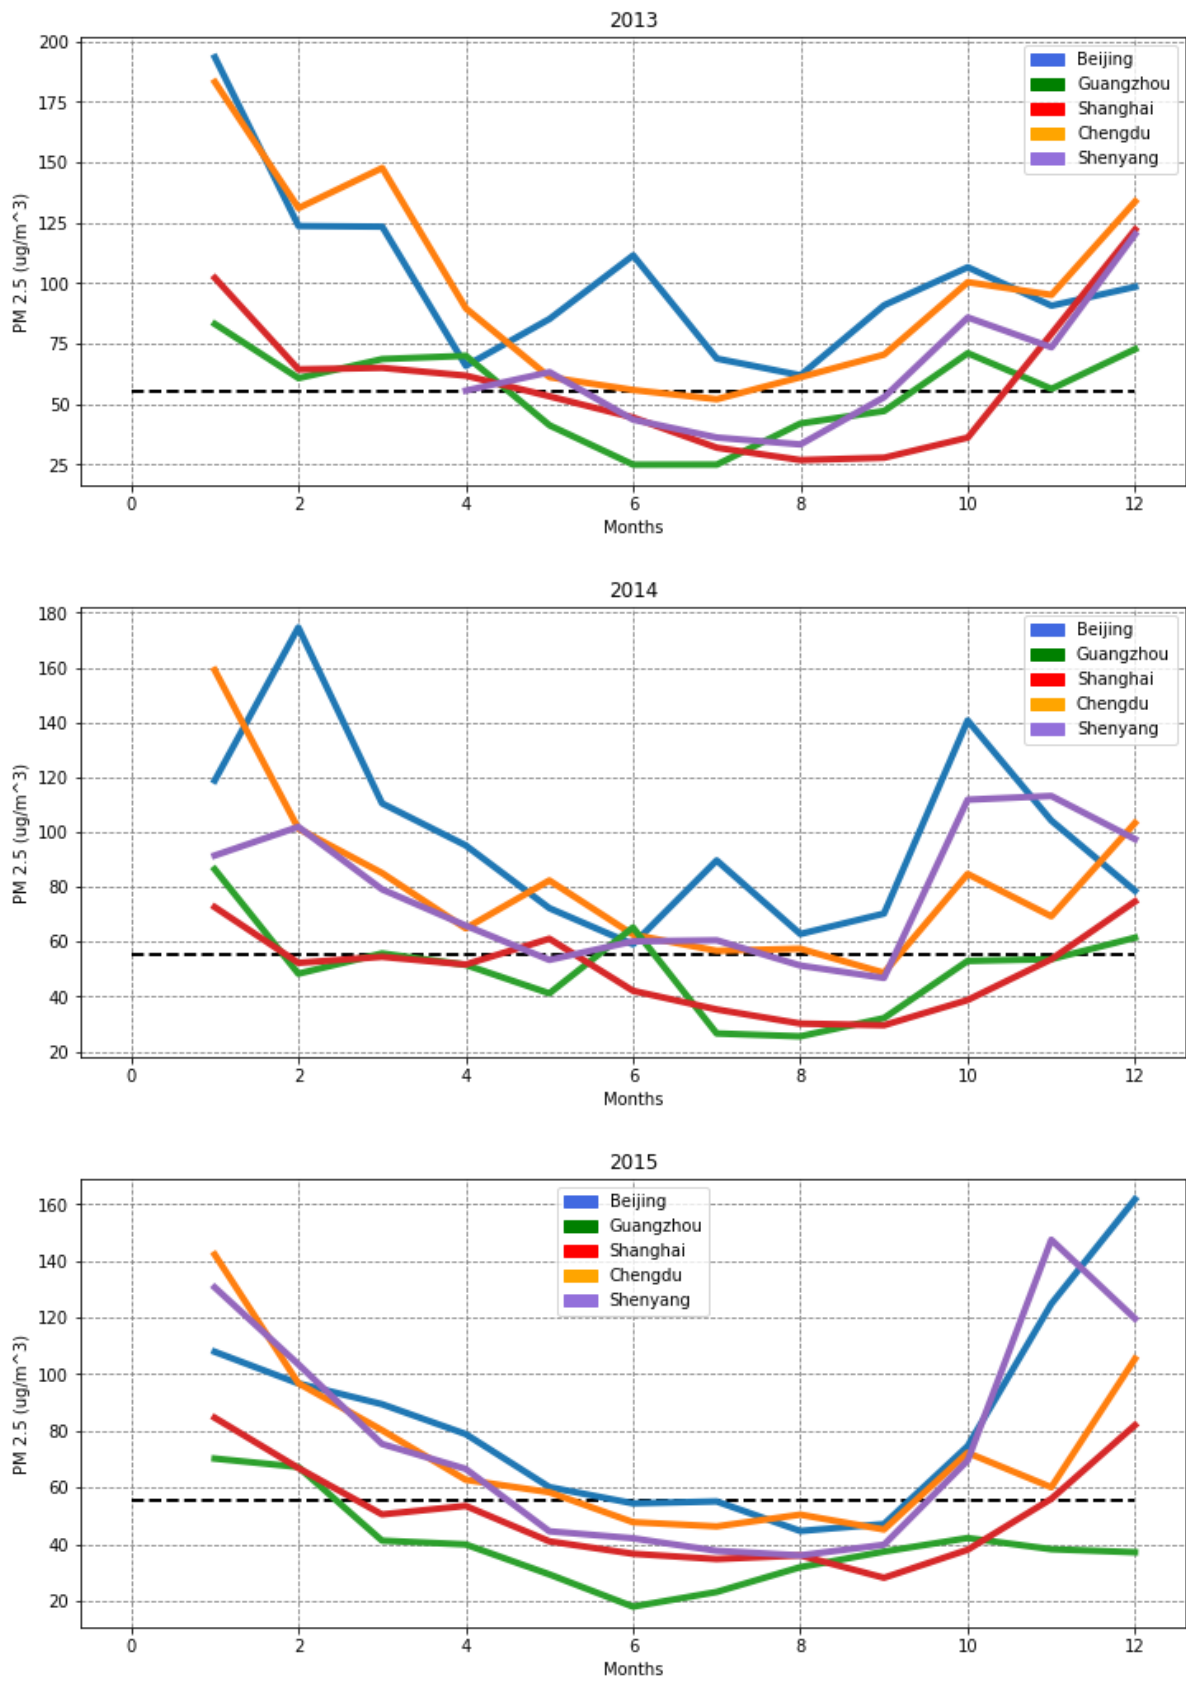 2013
200
175
150
125
100
75
50
25
PM 2.5 (ug/m^3)
Beijing
Guangzhou
Shanghai
Chengdu
Shenyang
0 2 4 6 8 10 12
Months
2014
180
160
140
120
100
80
60
40
20
PM 2.5 (ug/m^3)
Beijing
Guangzhou
Shanghai
Chengdu
Shenyang
0 2 4 6 8 10 12
Months
2015
160
140
120
100
80
60
40
20
PM 2.5 (ug/m^3)
Beijing
Guangzhou
Shanghai
Chengdu
Shenyang
0 2 4 6 8 10 12
Months